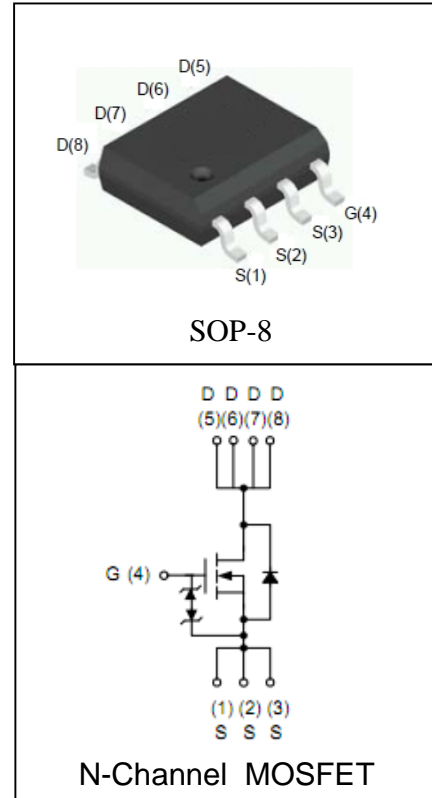 D(5)
D(6)
D(7)
D(8)
G(4)
S(3)
S(2)
S(1)
SOP-8
D D D D
(5)(6)(7)(8)
G (4)
(1) (2) (3)
S S S
N-Channel MOSFET